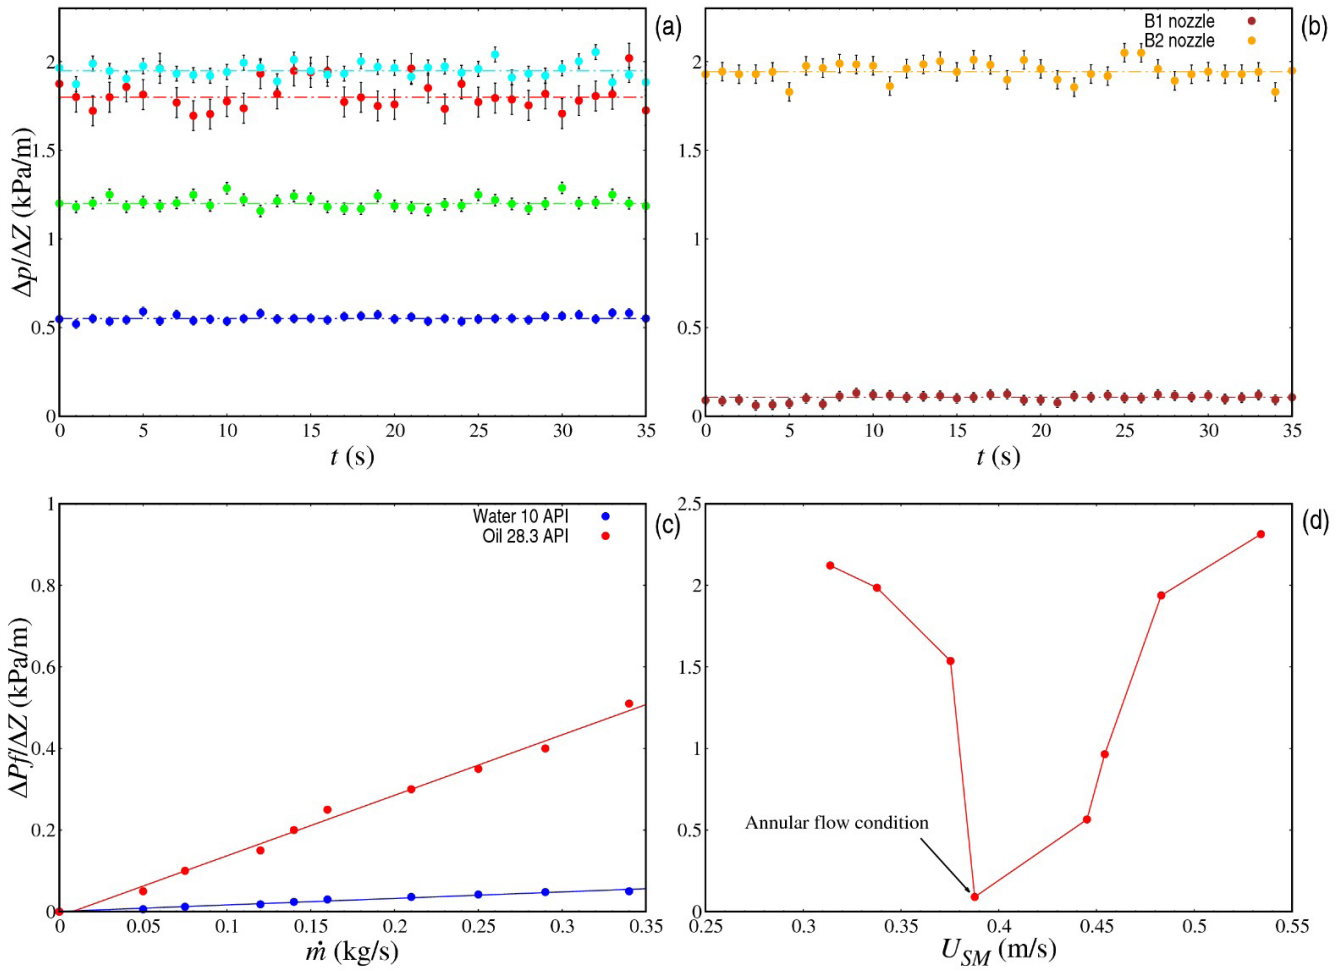 (a)
Δp/ΔZ (kPa/m)
2
1.5
1
0.5
0
0 5 10 15 20 25 30 35
t (s)
(b)
B1 nozzle
B2 nozzle
2
1.5
1
0.5
0
0 5 10 15 20 25 30 35
t (s)
(c)
Water 10 API
Oil 28.3 API
ΔPf/ΔZ (kPa/m)
1
0.8
0.6
0.4
0.2
0
0 0.05 0.1 0.15 0.2 0.25 0.3 0.35
ṁ (kg/s)
(d)
2.5
2
1.5
1
0.5
0
Annular flow condition
0.25 0.3 0.35 0.4 0.45 0.5 0.55
U_SM (m/s)